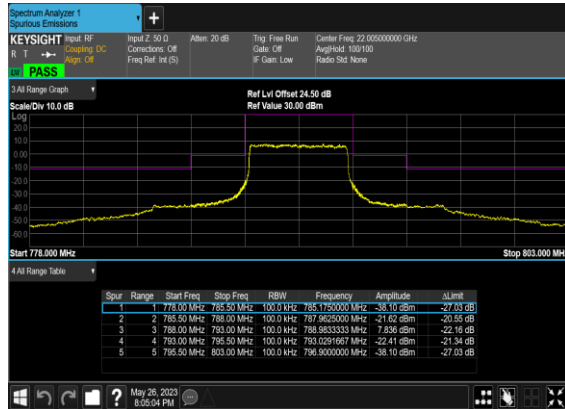 Spectrum Analyzer 1
Spurious Emissions
KEYSIGHT Input: RF Input Z: 50 Ω Atten: 20 dB Trig: Free Run Center Freq: 22.005000000 GHz
R T Coupling: DC Corrections: Off Gate: Off Avg|Hold: 100/100
Align: Off Freq Ref: Int (S) IF Gain: Low Radio Std: None
PASS
3 All Range Graph
Ref Lvl Offset 24.50 dB
Scale/Div 10.0 dB Ref Value 30.00 dBm
Log
20.0
10.0
0.00
-10.0
-20.0
-30.0
-40.0
-50.0
-60.0
Start 778.000 MHz Stop 803.000 MH
4 All Range Table
Spur Range Start Freq Stop Freq RBW Frequency Amplitude ΔLimit
1 1 778.00 MHz 785.50 MHz 100.0 kHz 785.1750000 MHz -38.10 dBm -27.03 dB
2 2 785.50 MHz 788.00 MHz 100.0 kHz 787.9625000 MHz -21.62 dBm -20.55 dB
3 3 788.00 MHz 793.00 MHz 100.0 kHz 788.9833333 MHz 7.836 dBm -22.16 dB
4 4 793.00 MHz 795.50 MHz 100.0 kHz 793.0291667 MHz -22.41 dBm -21.34 dB
5 5 795.50 MHz 803.00 MHz 100.0 kHz 796.9000000 MHz -38.10 dBm -27.03 dB
? May 26, 2023
8:05:04 PM